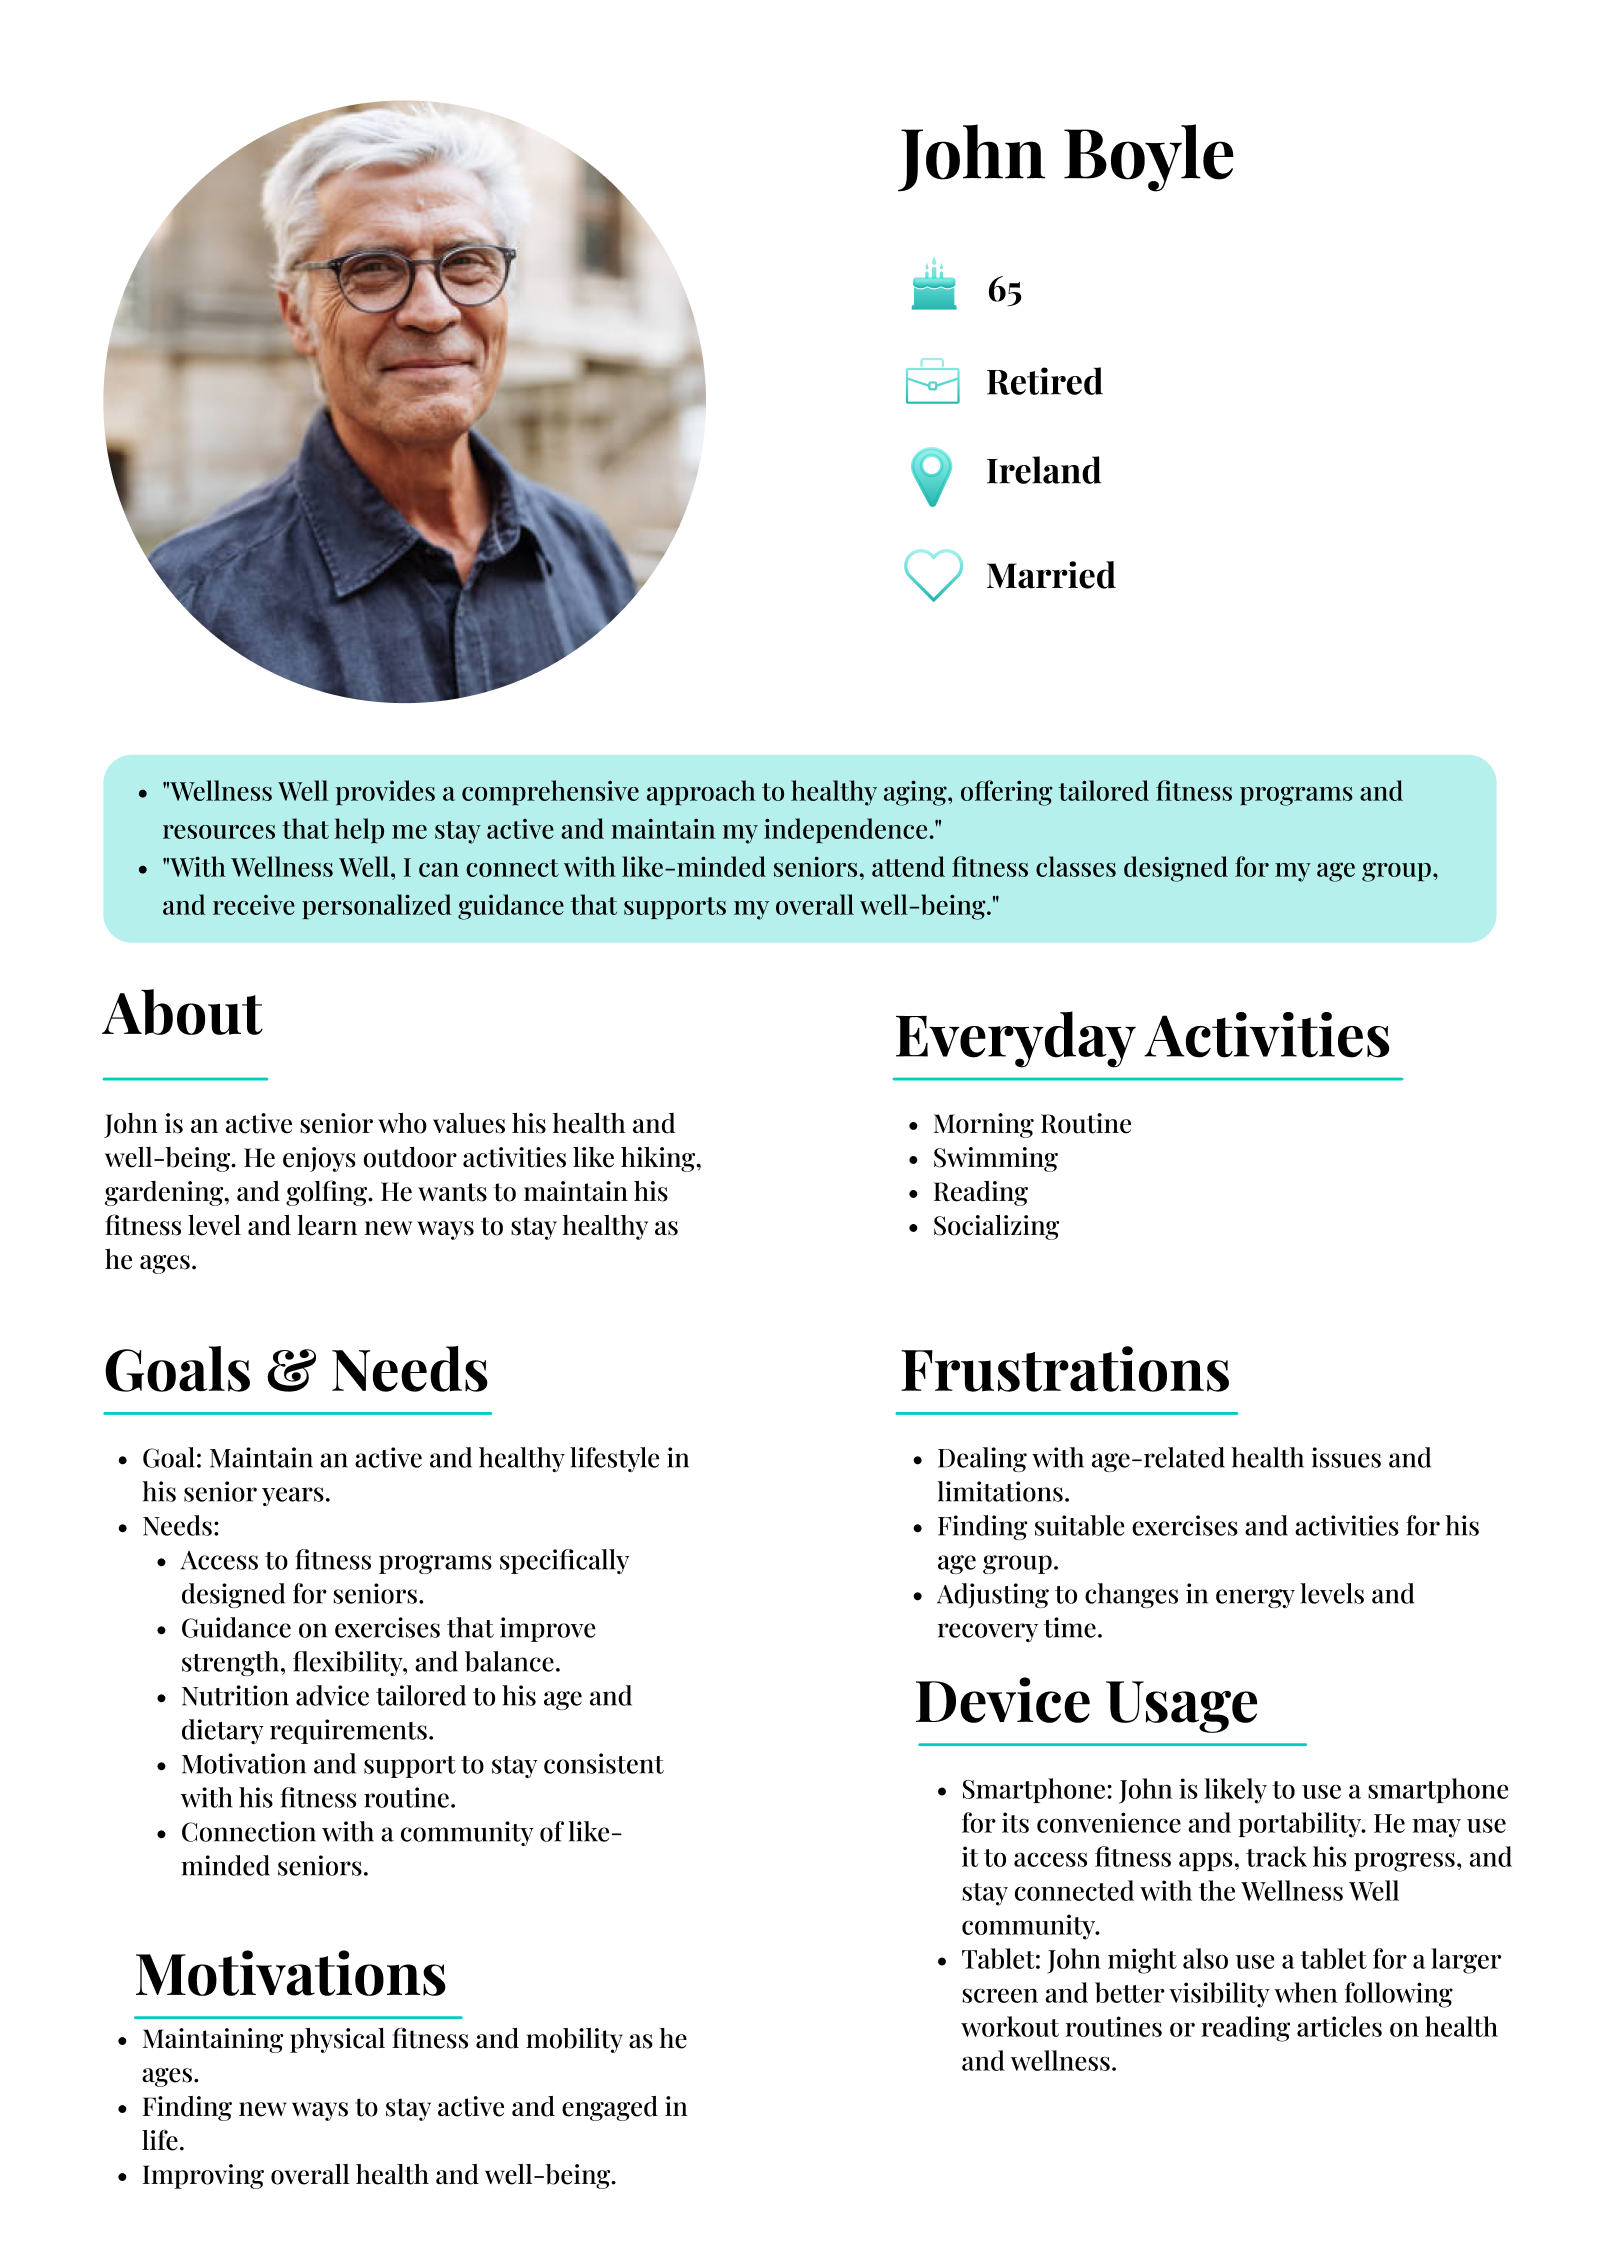 John Boyle
65
Retired
Ireland
Married
• "Wellness Well provides a comprehensive approach to healthy aging, offering tailored fitness programs and
resources that help me stay active and maintain my independence."
• "With Wellness Well, I can connect with like-minded seniors, attend fitness classes designed for my age group,
and receive personalized guidance that supports my overall well-being."
About
John is an active senior who values his health and
well-being. He enjoys outdoor activities like hiking,
gardening, and golfing. He wants to maintain his
fitness level and learn new ways to stay healthy as
he ages.
Everyday Activities
• Morning Routine
• Swimming
• Reading
• Socializing
Goals & Needs
• Goal: Maintain an active and healthy lifestyle in
his senior years.
• Needs:
• Access to fitness programs specifically
designed for seniors.
• Guidance on exercises that improve
strength, flexibility, and balance.
• Nutrition advice tailored to his age and
dietary requirements.
• Motivation and support to stay consistent
with his fitness routine.
• Connection with a community of like-
minded seniors.
Frustrations
• Dealing with age-related health issues and
limitations.
• Finding suitable exercises and activities for his
age group.
• Adjusting to changes in energy levels and
recovery time.
Device Usage
• Smartphone: John is likely to use a smartphone
for its convenience and portability. He may use
it to access fitness apps, track his progress, and
stay connected with the Wellness Well
community.
• Tablet: John might also use a tablet for a larger
screen and better visibility when following
workout routines or reading articles on health
and wellness.
Motivations
• Maintaining physical fitness and mobility as he
ages.
• Finding new ways to stay active and engaged in
life.
• Improving overall health and well-being.